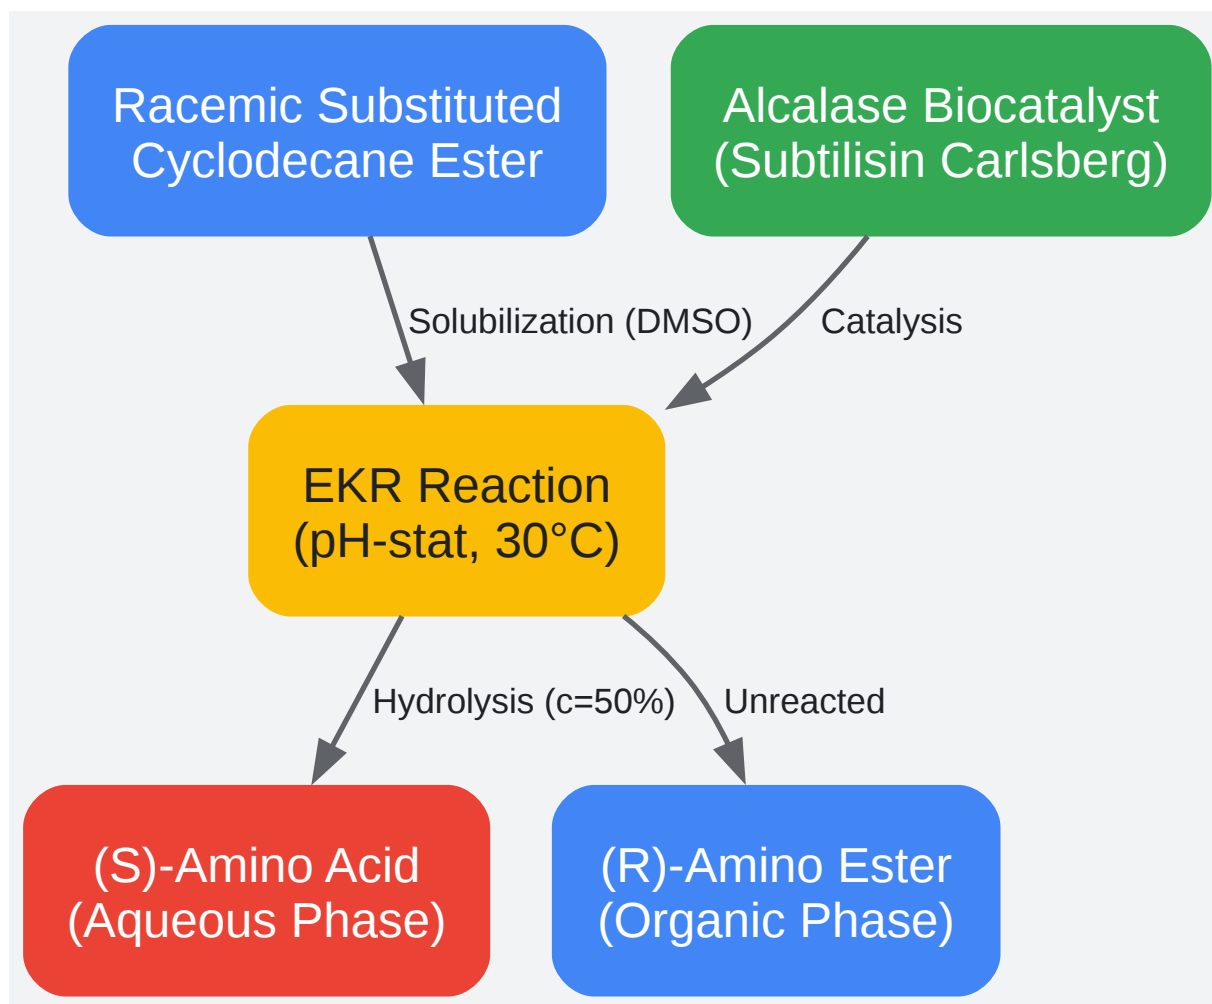 Racemic Substituted
Cyclodecane Ester
Alcalase Biocatalyst
(Subtilisin Carlsberg)
Solubilization (DMSO)
Catalysis
EKR Reaction
(pH-stat, 30°C)
Hydrolysis (c=50%)
Unreacted
(S)-Amino Acid
(Aqueous Phase)
(R)-Amino Ester
(Organic Phase)